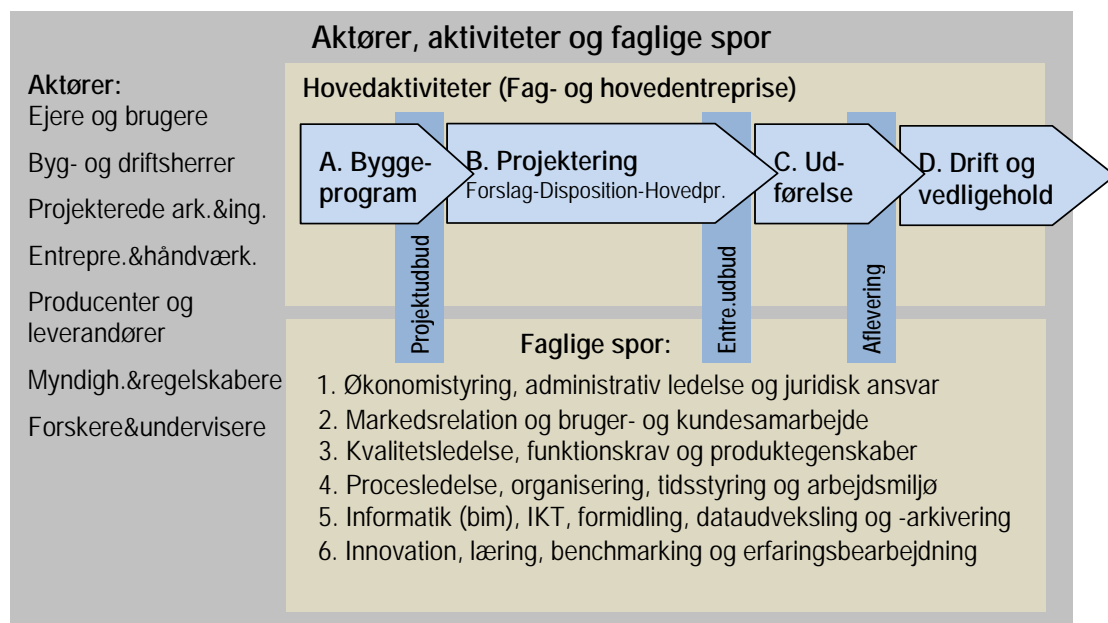 Aktører, aktiviteter og faglige spor
Aktører:
Ejere og brugere
Byg- og driftsherrer
Projekterede ark.&ing.
Entrepre.&håndværk.
Producenter og
leverandører
Myndigh.&regelskabere
Forskere&undervisere
Hovedaktiviteter (Fag- og hovedentreprise)
A. Bygge-
program
B. Projektering
Forslag-Disposition-Hovedpr.
C. Ud-
førelse
D. Drift og
vedligehold
Projektudbud
Entre.udbud
Aflevering
Faglige spor:
1. Økonomistyring, administrativ ledelse og juridisk ansvar
2. Markedsrelation og bruger- og kundesamarbejde
3. Kvalitetsledelse, funktionskrav og produktegenskaber
4. Procesledelse, organisering, tidsstyring og arbejdsmiljø
5. Informatik (bim), IKT, formidling, dataudveksling og -arkivering
6. Innovation, læring, benchmarking og erfaringsbearbejdning